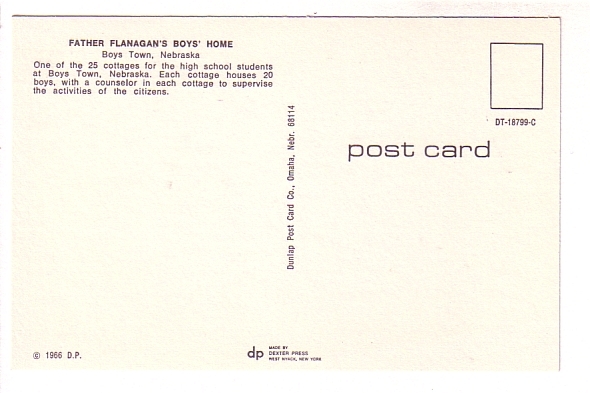 FATHER FLANAGAN'S BOYS' HOME
Boys Town, Nebraska
One of the 25 cottages for the high school students
at Boys Town, Nebraska. Each cottage houses 20
boys, with a counselor in each cottage to supervise
the activities of the citizens.
DT-18799-C
post card
Dunlap Post Card Co., Omaha, Nebr. 68114
© 1966 D.P.
dp
MADE BY
DEXTER PRESS
WEST NYACK, NEW YORK